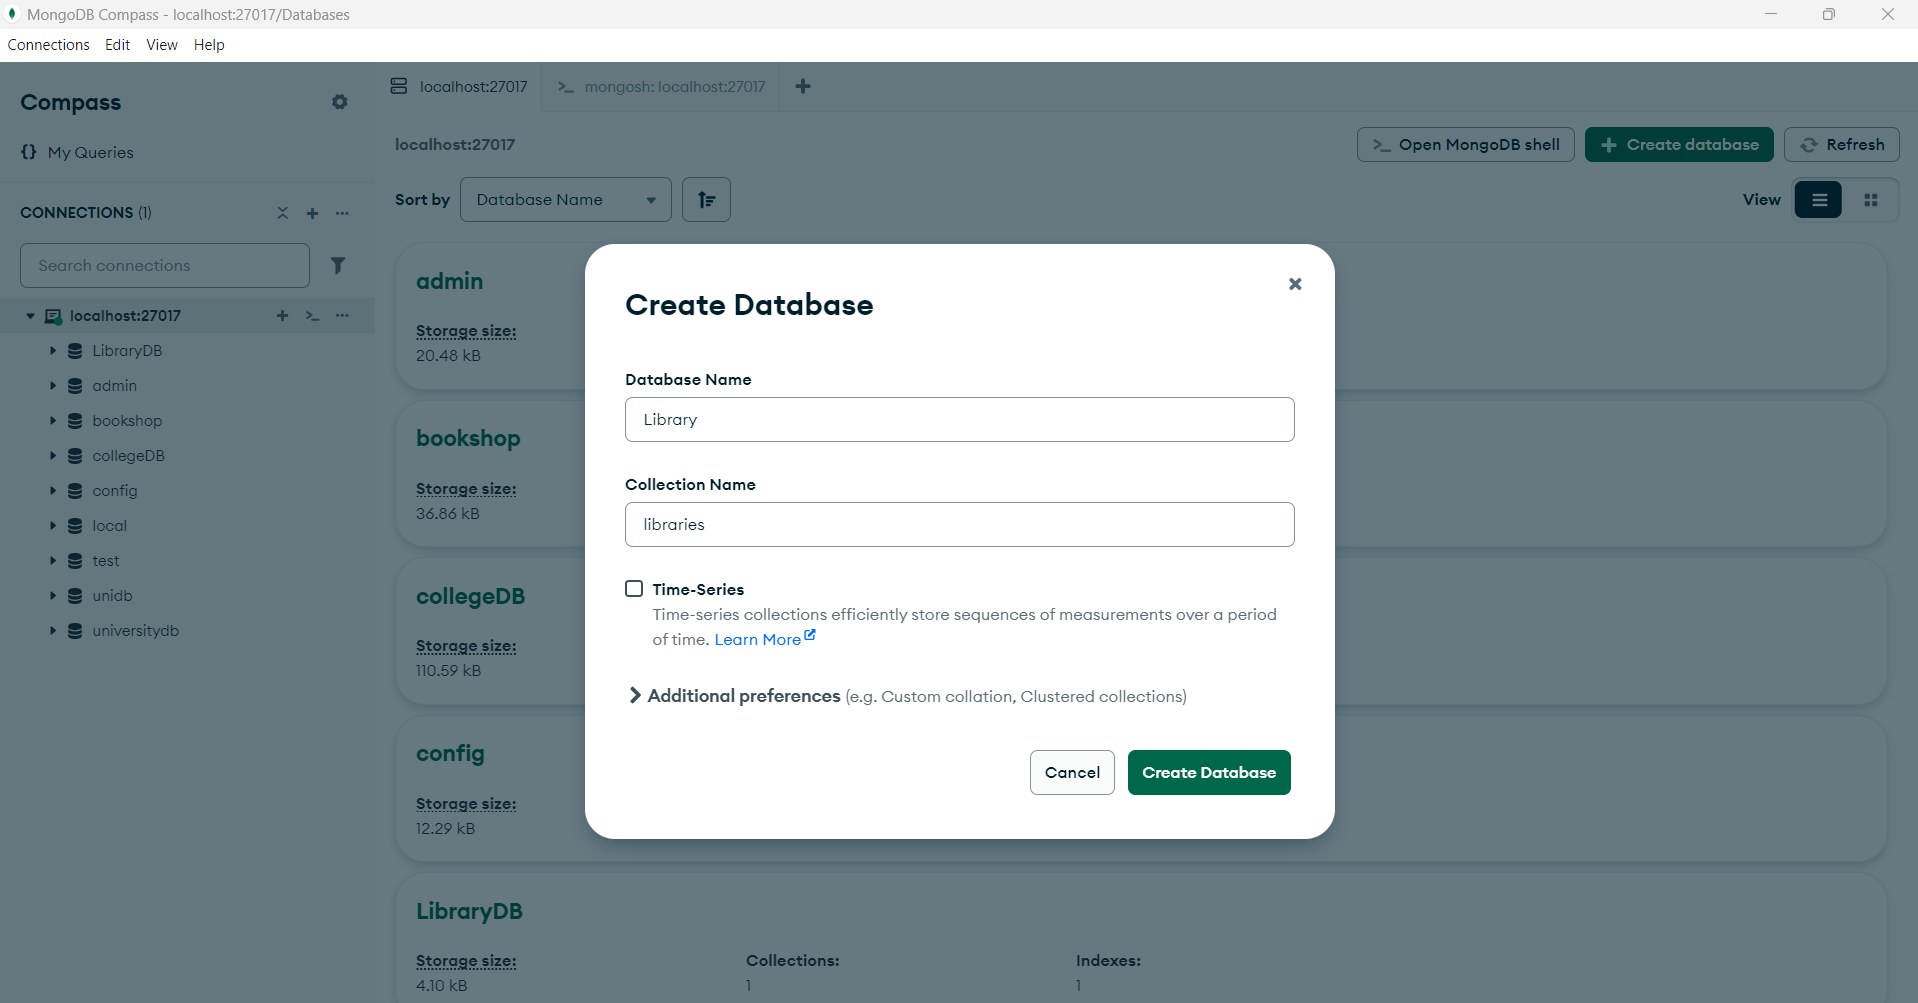 MongoDB Compass - localhost:27017/Databases
Connections Edit View Help
Compass
My Queries
CONNECTIONS (1)
Search connections
localhost:27017
LibraryDB
admin
bookshop
collegeDB
config
local
test
unidb
universitydb
localhost:27017
mongosh: localhost:27017
localhost:27017
Open MongoDB shell
Create database
Refresh
Sort by
Database Name
View
admin
Storage size:
20.48 kB
bookshop
Storage size:
36.86 kB
collegeDB
Storage size:
110.59 kB
config
Storage size:
12.29 kB
LibraryDB
Storage size:
4.10 kB
Collections:
1
Indexes:
1
Create Database
Database Name
Library
Collection Name
libraries
Time-Series
Time-series collections efficiently store sequences of measurements over a period
of time. Learn More
Additional preferences (e.g. Custom collation, Clustered collections)
Cancel
Create Database